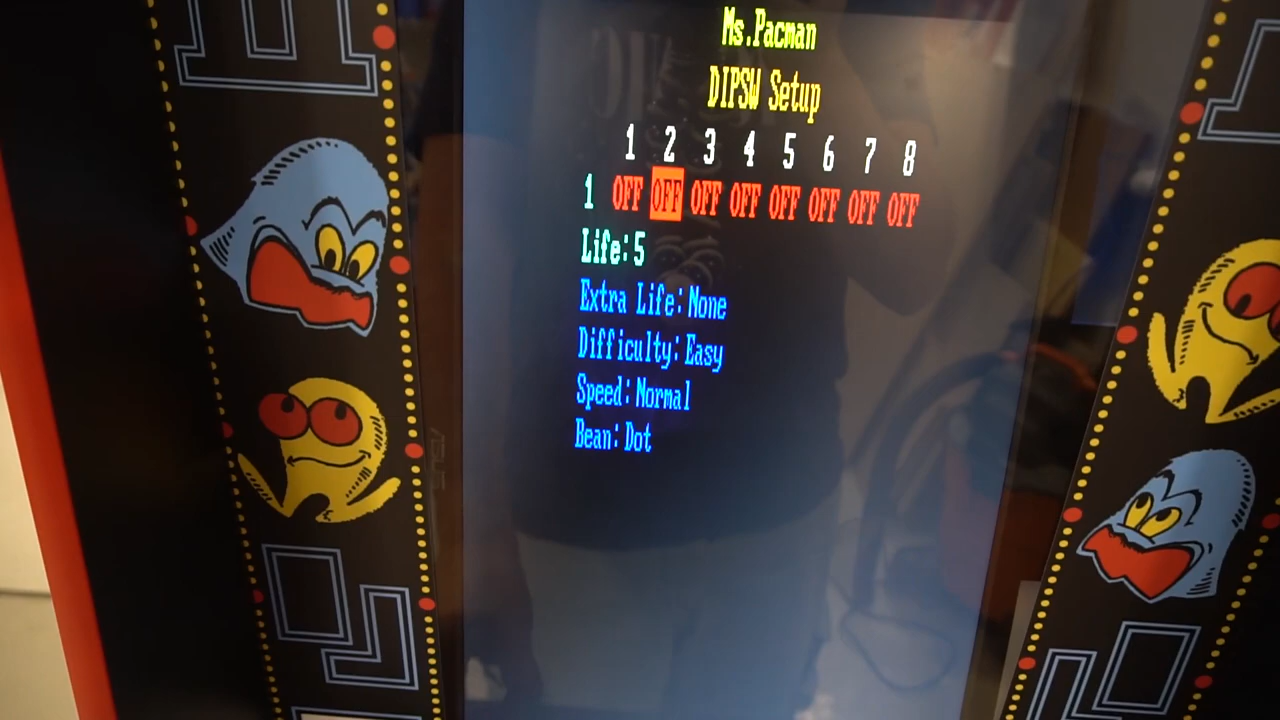 Ms.Pacman
DIPSW Setup
1 2 3 4 5 6 7 8
1 OFF OFF OFF OFF OFF OFF OFF OFF
Life:5
Extra Life:None
Difficulty:Easy
Speed:Normal
Bean:Dot